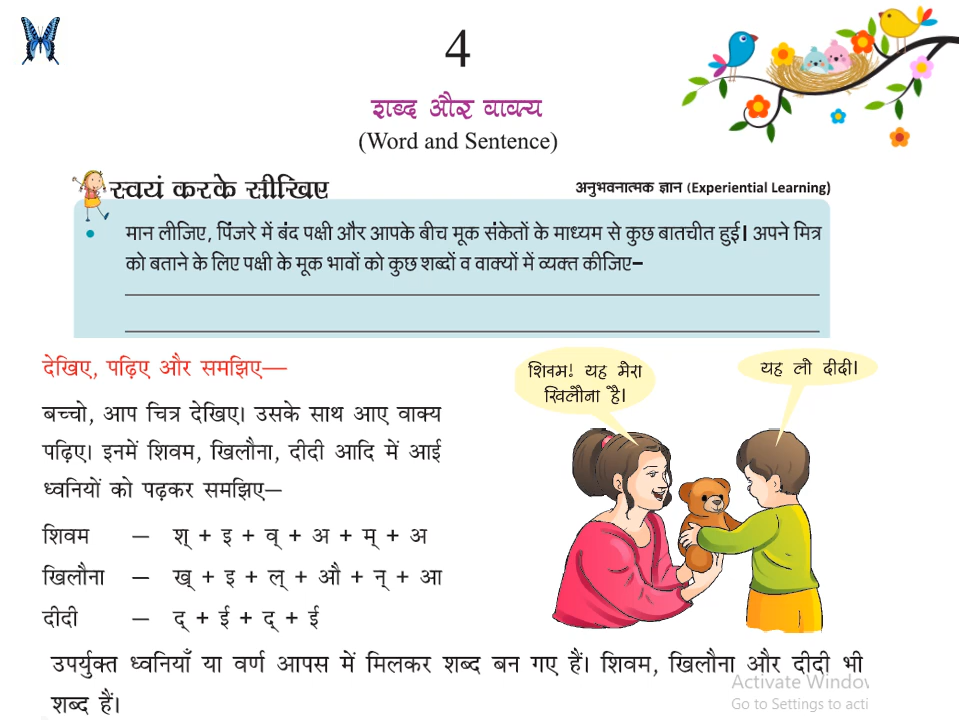 4
शब्द और वाक्य
(Word and Sentence)
स्वयं करके सीखिए
अनुभवनात्मक ज्ञान (Experiential Learning)
• मान लीजिए, पिंजरे में बंद पक्षी और आपके बीच मूक संकेतों के माध्यम से कुछ बातचीत हुई। अपने मित्र
को बताने के लिए पक्षी के मूक भावों को कुछ शब्दों व वाक्यों में व्यक्त कीजिए–
देखिए, पढ़िए और समझिए—
बच्चो, आप चित्र देखिए। उसके साथ आए वाक्य
पढ़िए। इनमें शिवम, खिलौना, दीदी आदि में आई
ध्वनियों को पढ़कर समझिए—
शिवम — श् + इ + व् + अ + म् + अ
खिलौना — ख् + इ + ल् + औ + न् + आ
दीदी — द् + ई + द् + ई
शिवम! यह मेरा
खिलौना है।
यह लो दीदी।
उपर्युक्त ध्वनियाँ या वर्ण आपस में मिलकर शब्द बन गए हैं। शिवम, खिलौना और दीदी भी
शब्द हैं।
Activate Windov
Go to Settings to acti